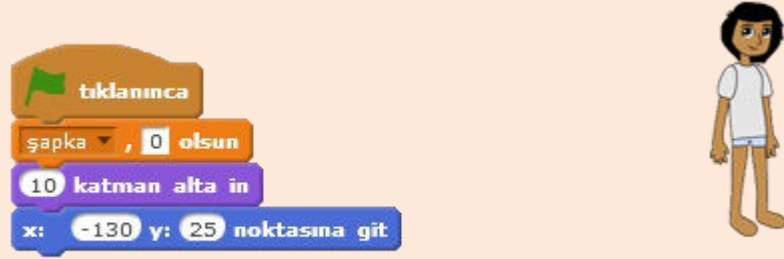 tıklanınca
şapka , 0 olsun
10 katman alta in
x: -130 y: 25 noktasına git